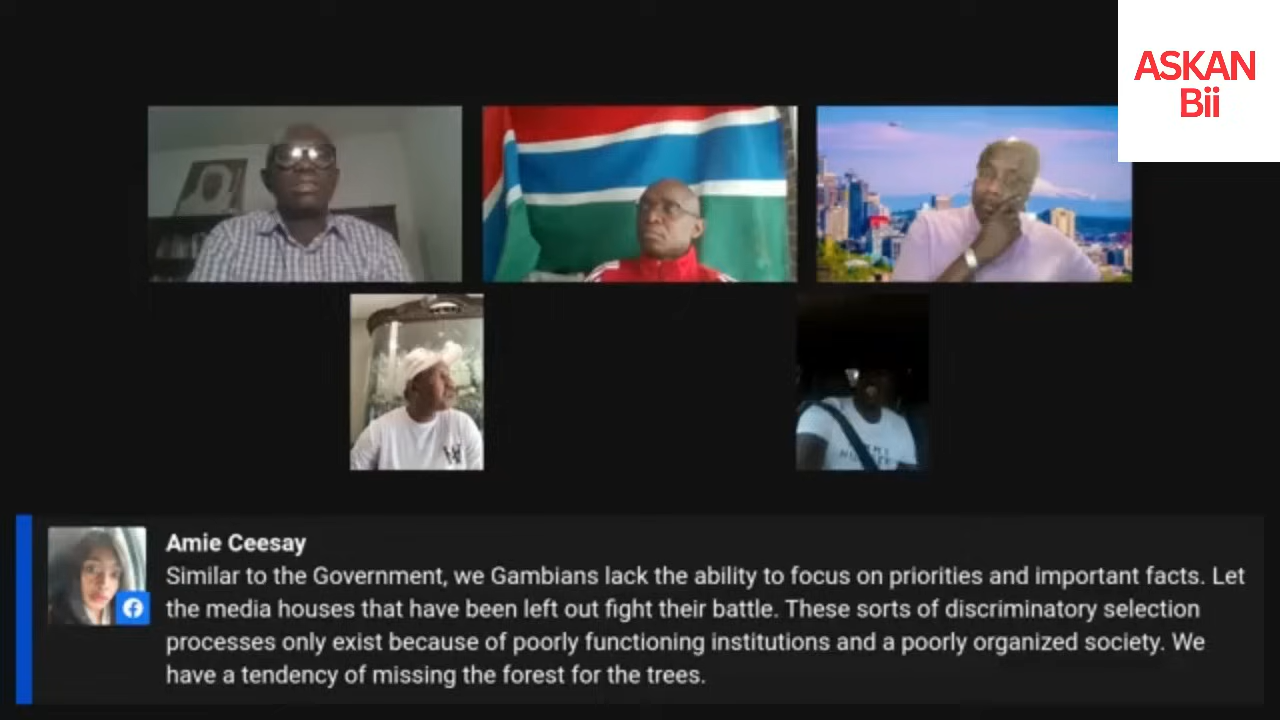 ASKAN
Bii
Amie Ceesay
Similar to the Government, we Gambians lack the ability to focus on priorities and important facts. Let
the media houses that have been left out fight their battle. These sorts of discriminatory selection
processes only exist because of poorly functioning institutions and a poorly organized society. We
have a tendency of missing the forest for the trees.